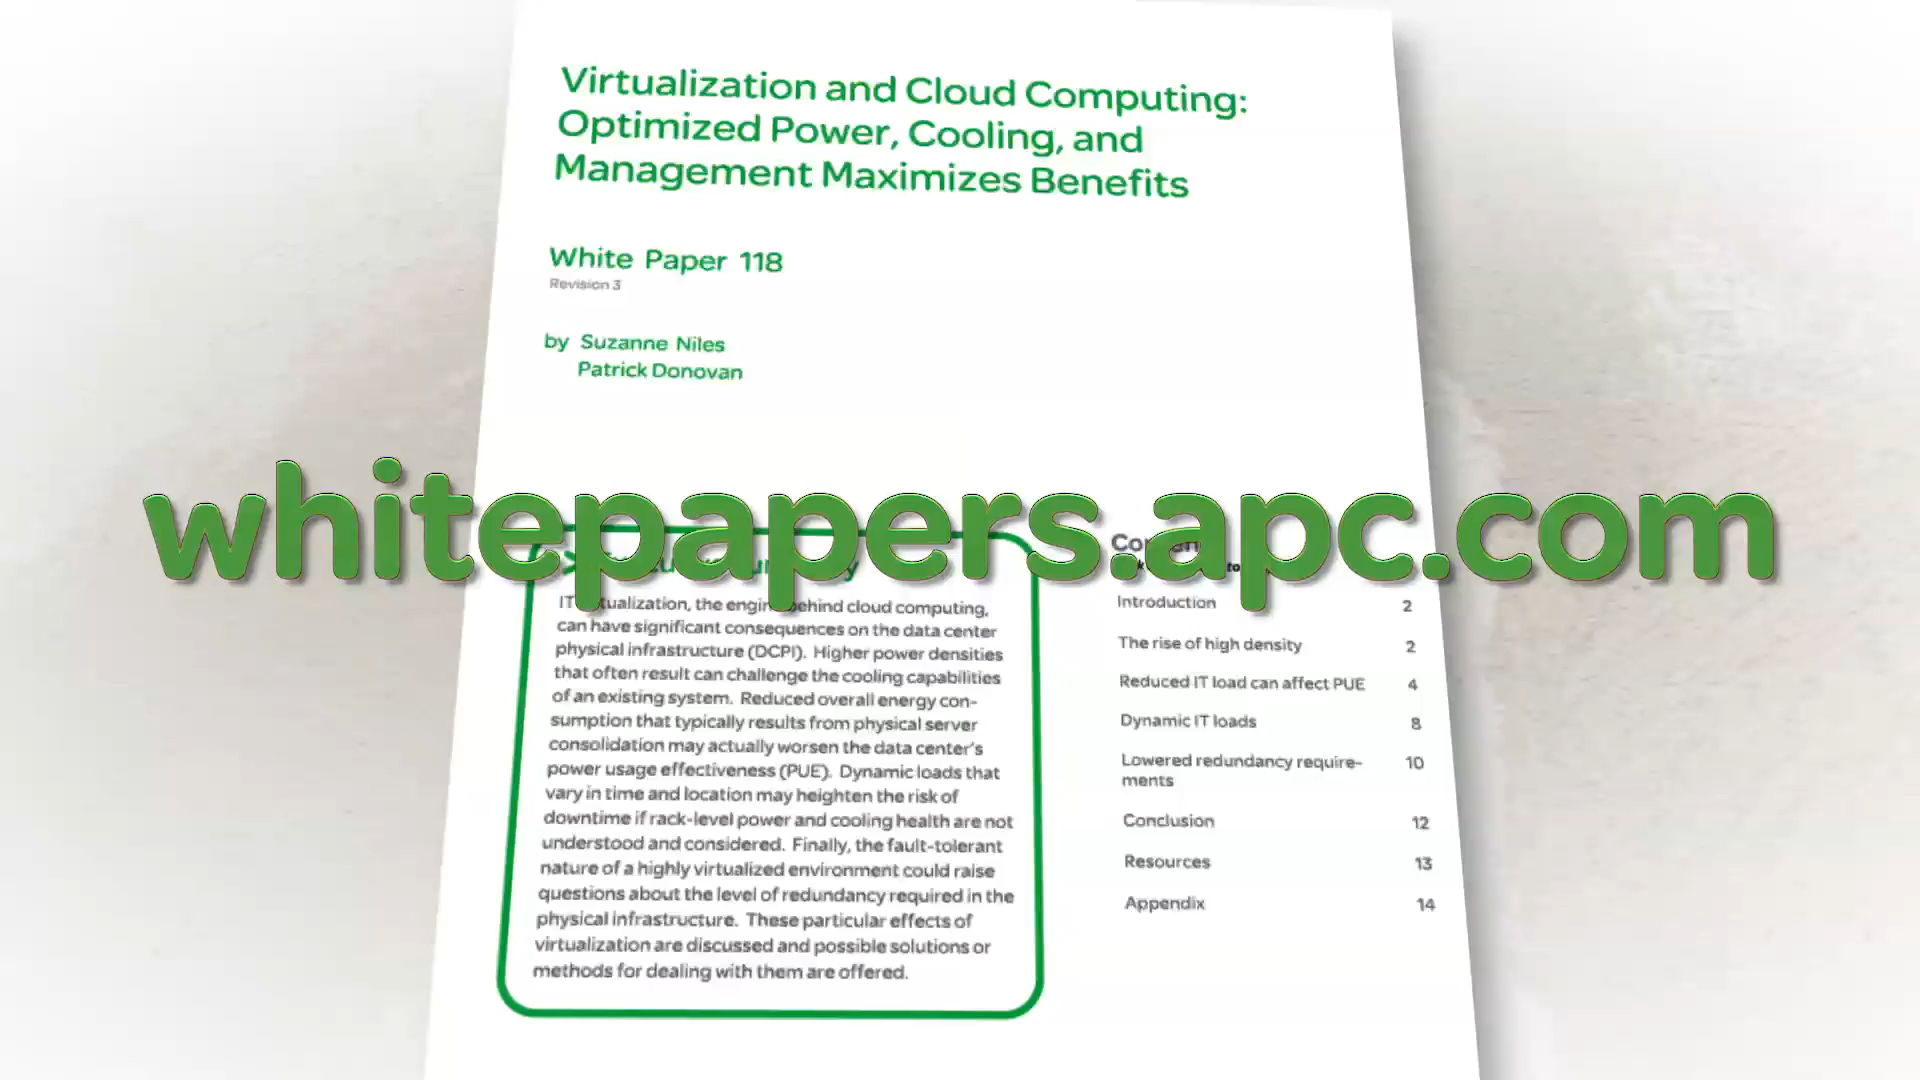 Virtualization and Cloud Computing:
Optimized Power, Cooling, and
Management Maximizes Benefits
White Paper 118
Revision 3
by Suzanne Niles
Patrick Donovan
whitepapers.apc.com
IT the engine behind cloud computing,
can have significant consequences on the data center
physical infrastructure (DCPI). Higher power densities
that often result can challenge the cooling capabilities
of an existing system. Reduced overall energy con-
sumption that typically results from physical server
consolidation may actually worsen the data center's
power usage effectiveness (PUE). Dynamic loads that
vary in time and location may heighten the risk of
downtime if rack-level power and cooling health are not
understood and considered. Finally, the fault-tolerant
nature of a highly virtualized environment could raise
questions about the level of redundancy required in the
physical infrastructure. These particular effects of
virtualization are discussed and possible solutions or
methods for dealing with them are offered.
Introduction 2
The rise of high density 2
Reduced IT load can affect PUE 4
Dynamic IT loads 8
Lowered redundancy require- 10
ments
Conclusion 12
Resources 13
Appendix 14